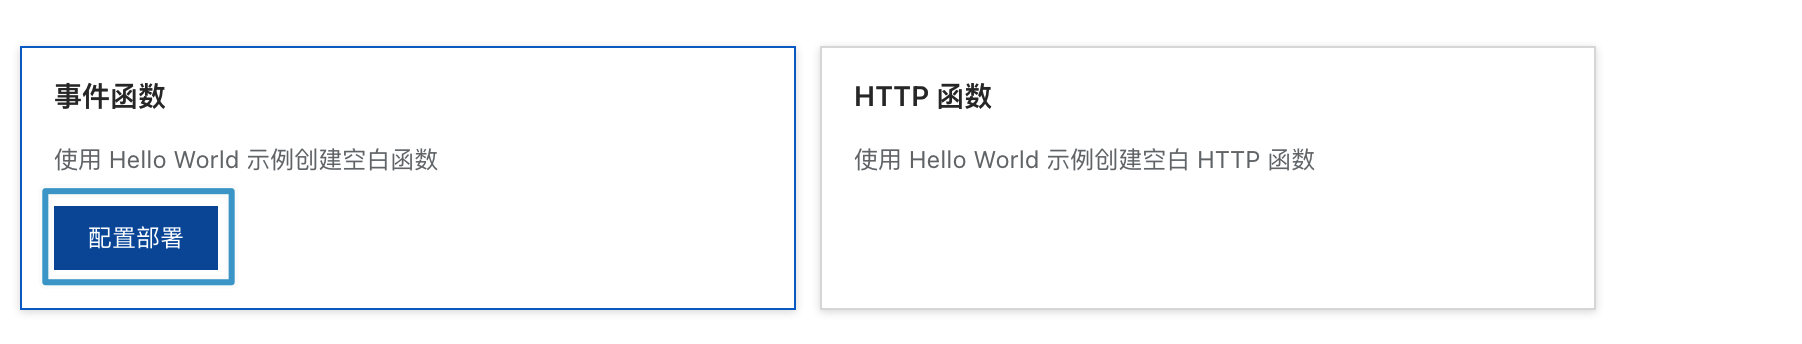 事件函数
使用 Hello World 示例创建空白函数
配置部署
HTTP 函数
使用 Hello World 示例创建空白 HTTP 函数